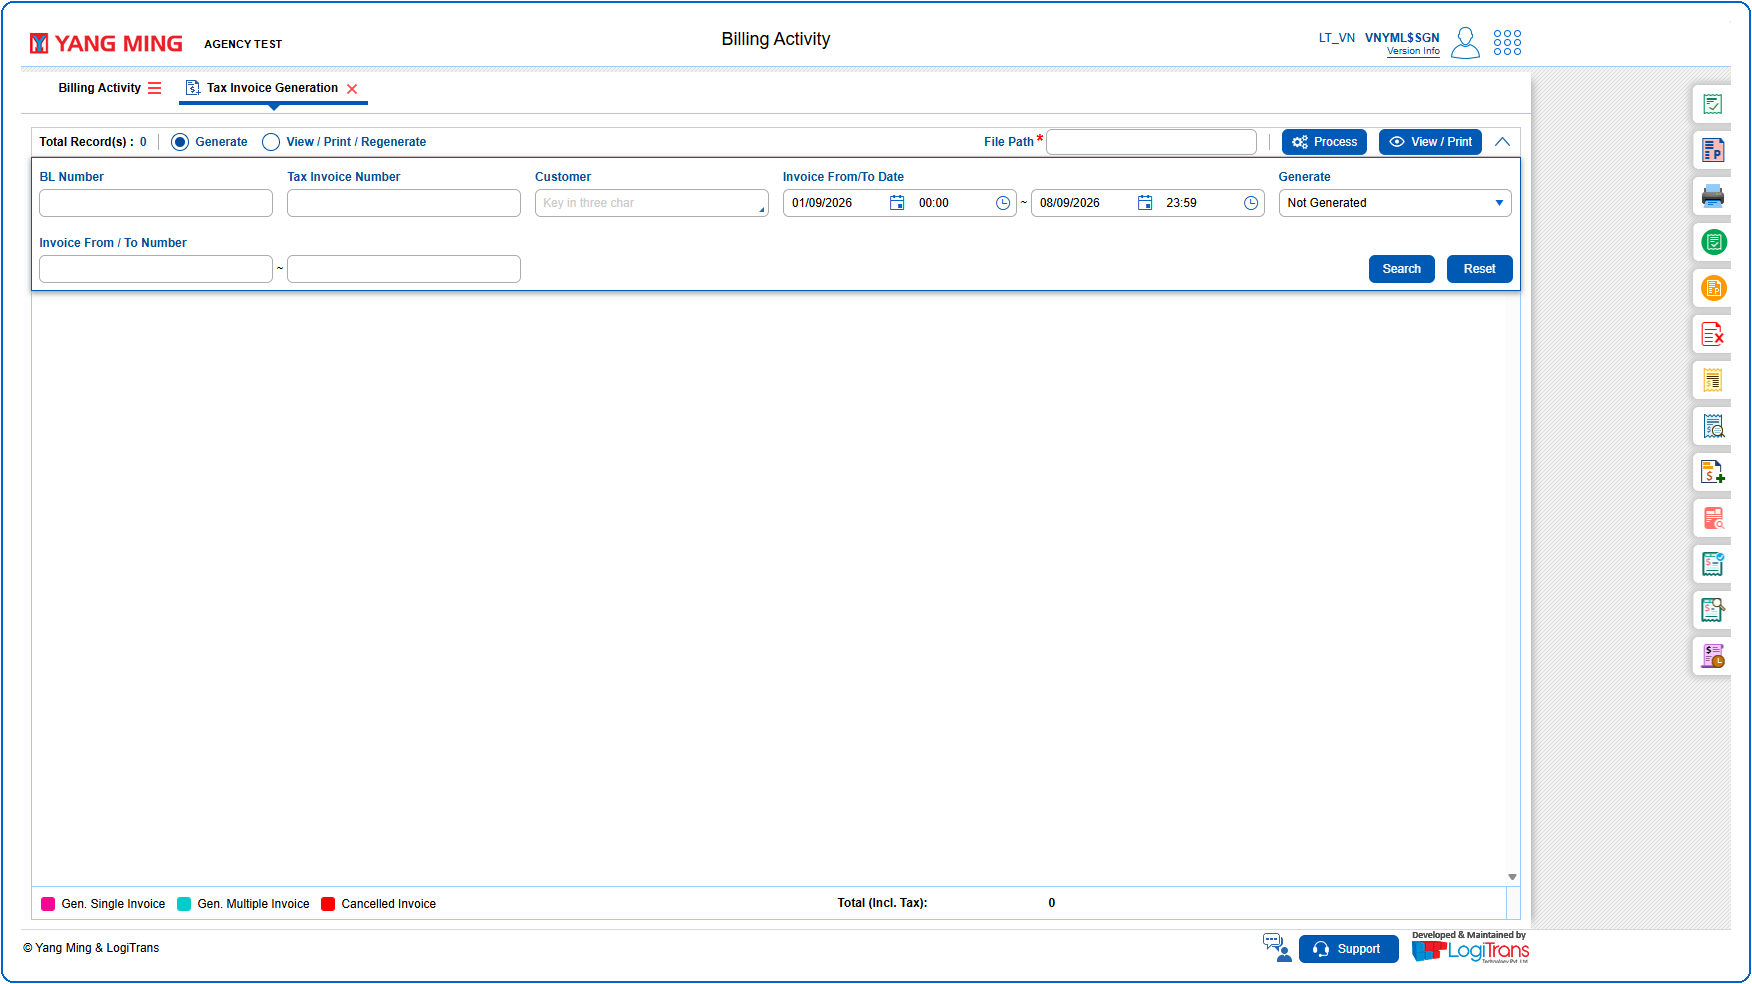 YANG MING
AGENCY TEST
Billing Activity
LT_VN VNYML$SGN
Version Info
Billing Activity
Tax Invoice Generation
Total Record(s) : 0
Generate
View / Print / Regenerate
File Path *
Process
View / Print
BL Number
Tax Invoice Number
Customer
Invoice From/To Date
Generate
Key in three char
01/09/2026
00:00
~
08/09/2026
23:59
Not Generated
Invoice From / To Number
~
Search
Reset
Gen. Single Invoice
Gen. Multiple Invoice
Cancelled Invoice
Total (Incl. Tax):
0
© Yang Ming & LogiTrans
Support
Developed & Maintained by
LogiTrans
Technology Pvt. Ltd